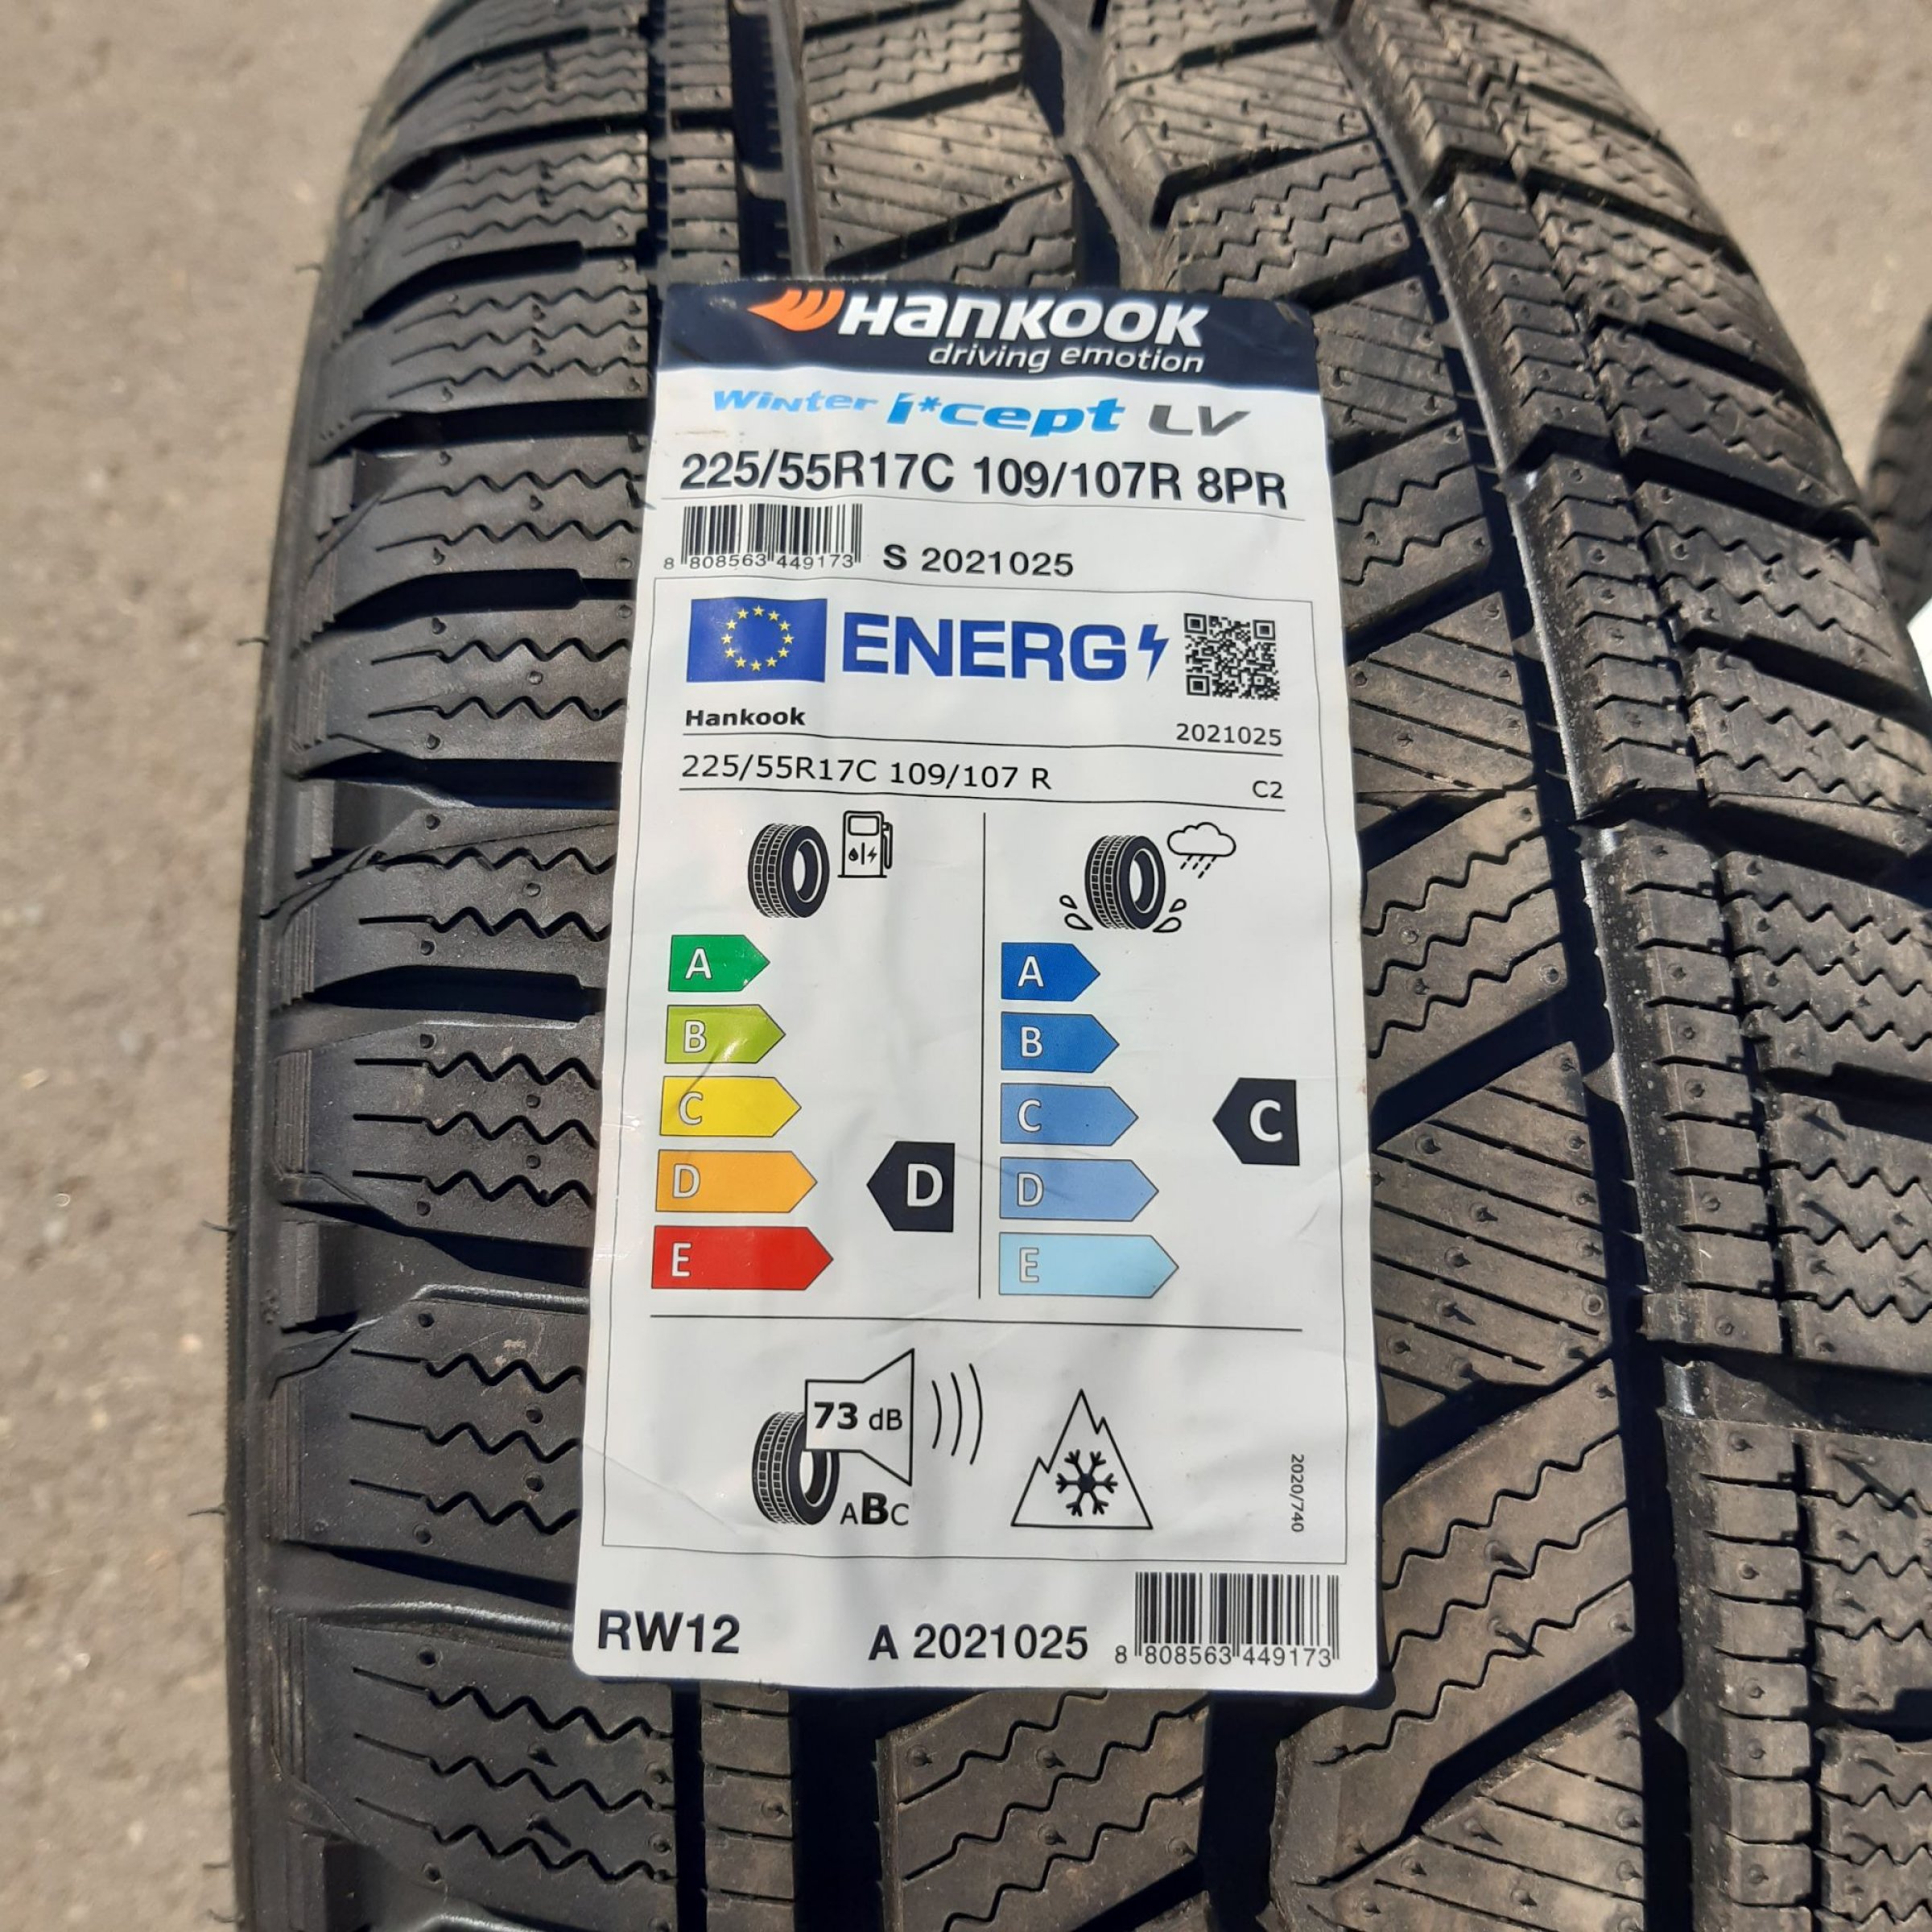 Hankook
driving emotion
Winter i*cept LV
225/55R17C 109/107R 8PR
8 808563 449173
S 2021025
ENERG
Hankook
2021025
225/55R17C 109/107 R
C2
A
B
C
D
E
D
A
B
C
D
E
C
73 dB
ABC
2020/740
RW12
A 2021025
8 808563 449173